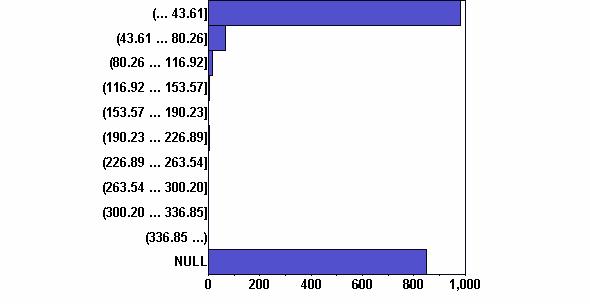 (... 43.61]
(43.61 ... 80.26]
(80.26 ... 116.92]
(116.92 ... 153.57]
(153.57 ... 190.23]
(190.23 ... 226.89]
(226.89 ... 263.54]
(263.54 ... 300.20]
(300.20 ... 336.85]
(336.85 ...)
NULL
0 200 400 600 800 1,000